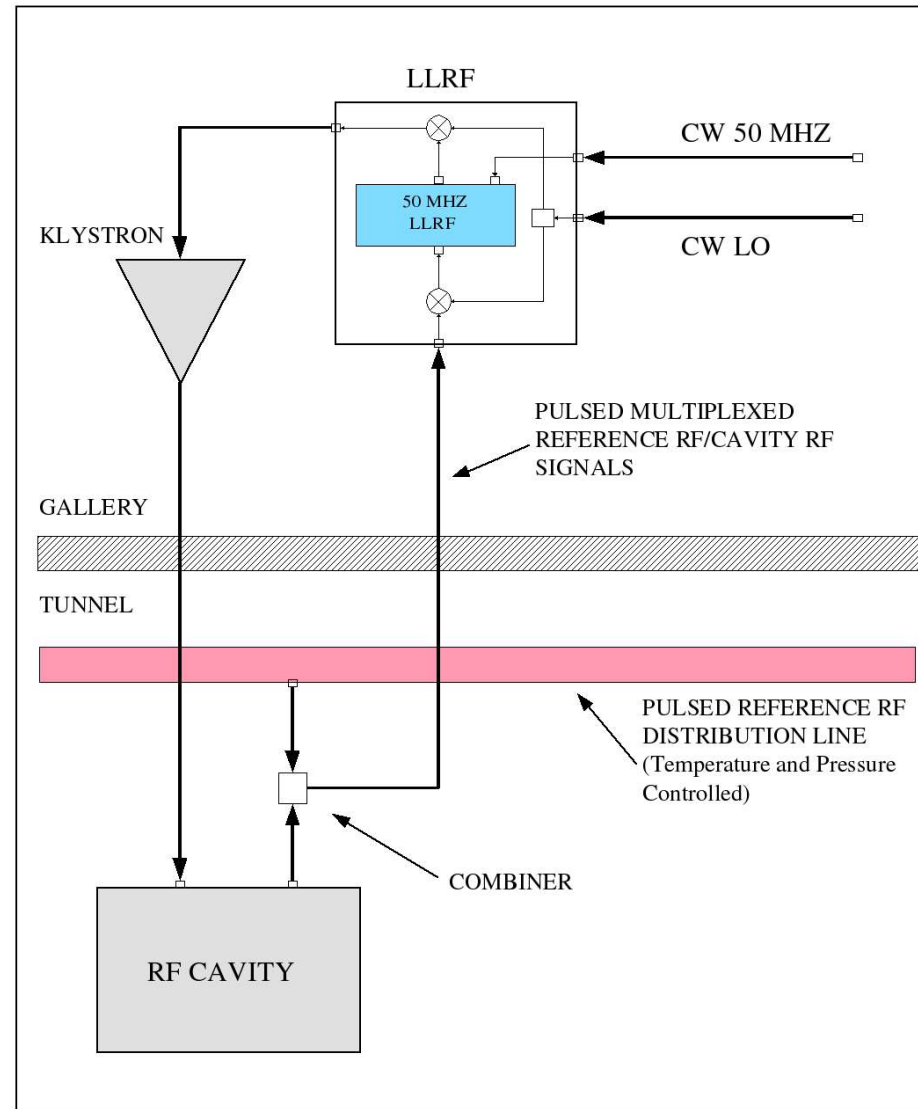 LLRF
CW 50 MHZ
50 MHZ
LLRF
CW LO
KLYSTRON
PULSED MULTIPLEXED
REFERENCE RF/CAVITY RF
SIGNALS
GALLERY
TUNNEL
PULSED REFERENCE RF
DISTRIBUTION LINE
(Temperature and Pressure
Controlled)
COMBINER
RF CAVITY